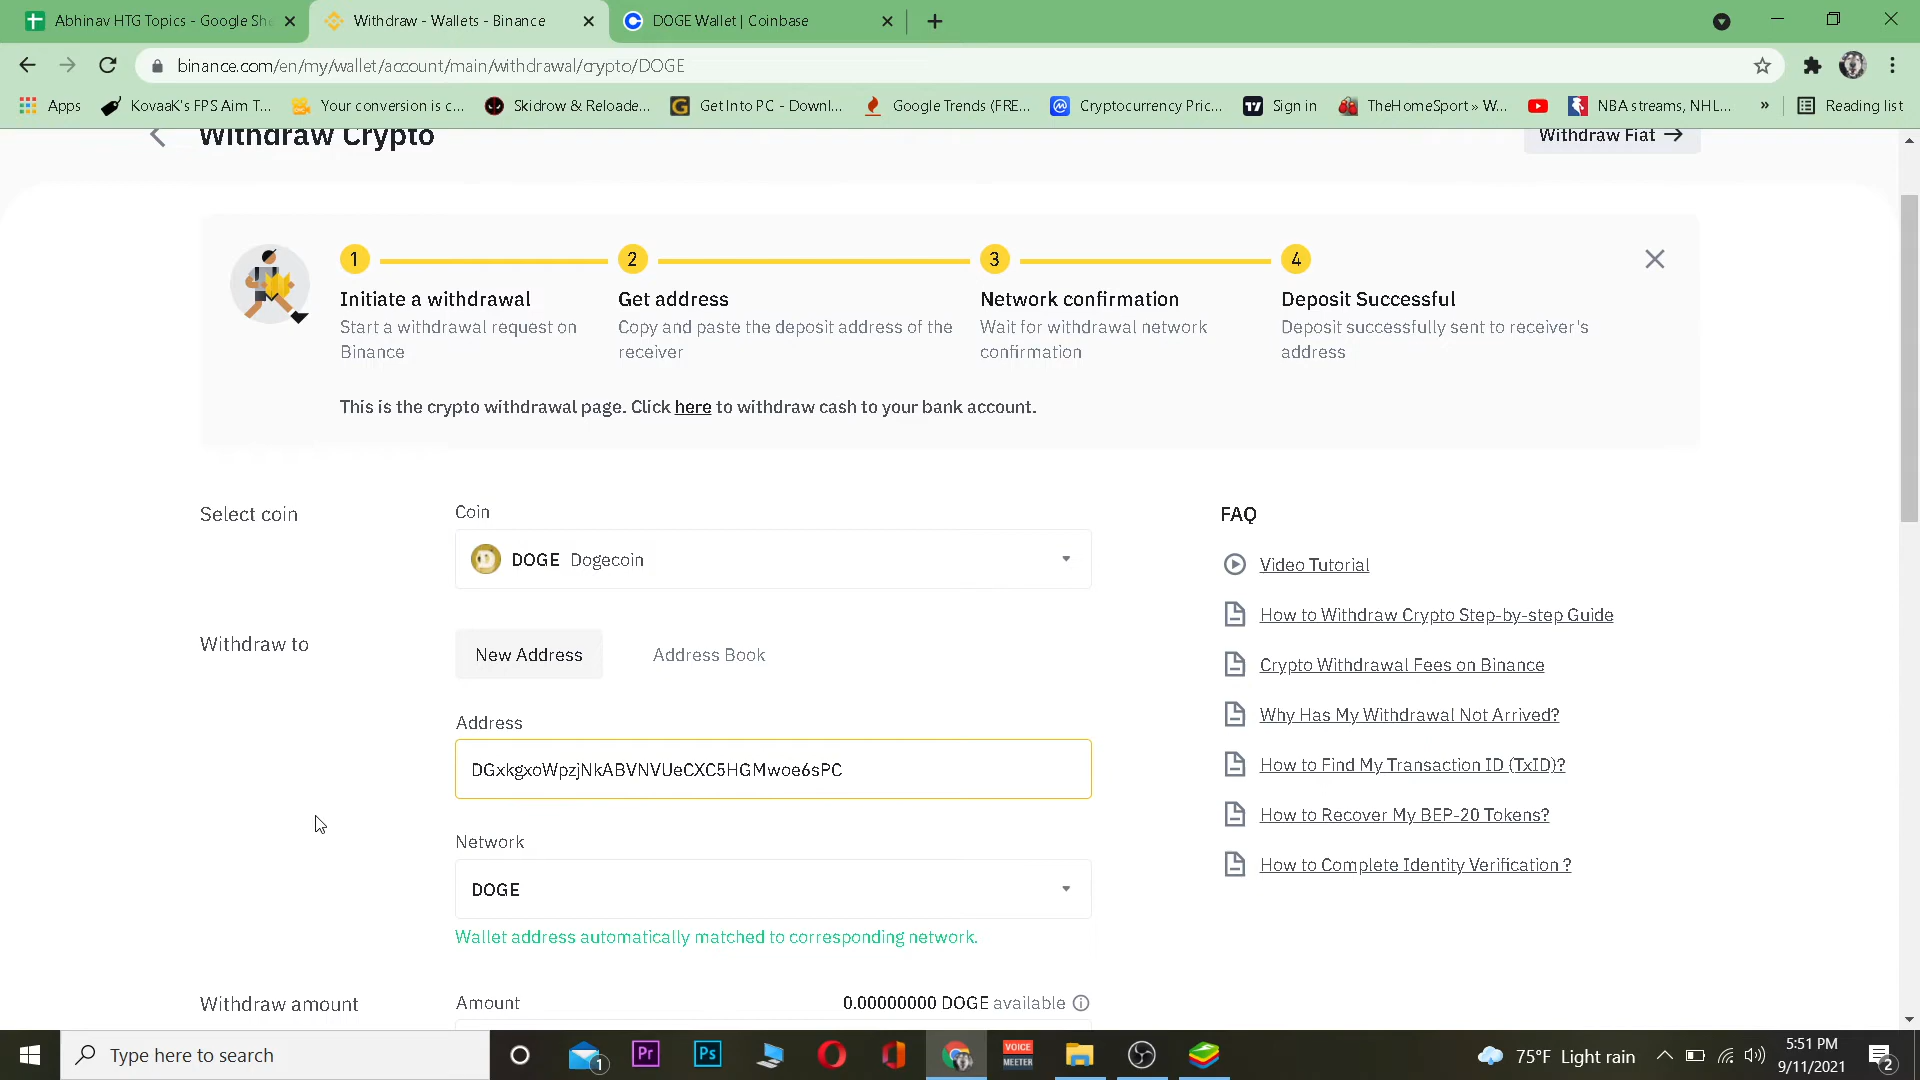 Abhinav HTG Topics - Google She
Withdraw - Wallets - Binance
DOGE Wallet | Coinbase
binance.com/en/my/wallet/account/main/withdrawal/crypto/DOGE
Apps
KovaaK's FPS Aim T...
Your conversion is c...
Skidrow & Reloade...
Get Into PC - Downl...
Google Trends (FRE...
Cryptocurrency Pric...
Sign in
TheHomeSport » W...
NBA streams, NHL...
»
Reading list
Withdraw Crypto
Withdraw Fiat →
1
2
3
4
Initiate a withdrawal
Start a withdrawal request on
Binance
Get address
Copy and paste the deposit address of the
receiver
Network confirmation
Wait for withdrawal network
confirmation
Deposit Successful
Deposit successfully sent to receiver's
address
This is the crypto withdrawal page. Click here to withdraw cash to your bank account.
Select coin
Coin
DOGE Dogecoin
Withdraw to
New Address
Address Book
Address
DGxkgxoWpzjNkABVNVUeCXC5HGMwoe6sPC
Network
DOGE
Wallet address automatically matched to corresponding network.
Withdraw amount
Amount
0.00000000 DOGE available
FAQ
Video Tutorial
How to Withdraw Crypto Step-by-step Guide
Crypto Withdrawal Fees on Binance
Why Has My Withdrawal Not Arrived?
How to Find My Transaction ID (TxID)?
How to Recover My BEP-20 Tokens?
How to Complete Identity Verification ?
Type here to search
1
Pr
Ps
VOICE
MEETER
75°F Light rain
5:51 PM
9/11/2021
2